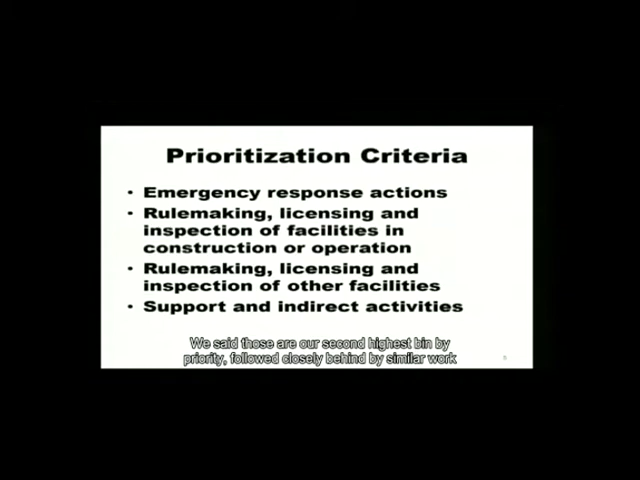 Prioritization Criteria
• Emergency response actions
• Rulemaking, licensing and
inspection of facilities in
construction or operation
• Rulemaking, licensing and
inspection of other facilities
• Support and indirect activities
We said those are our second highest bin by
priority, followed closely behind by similar work